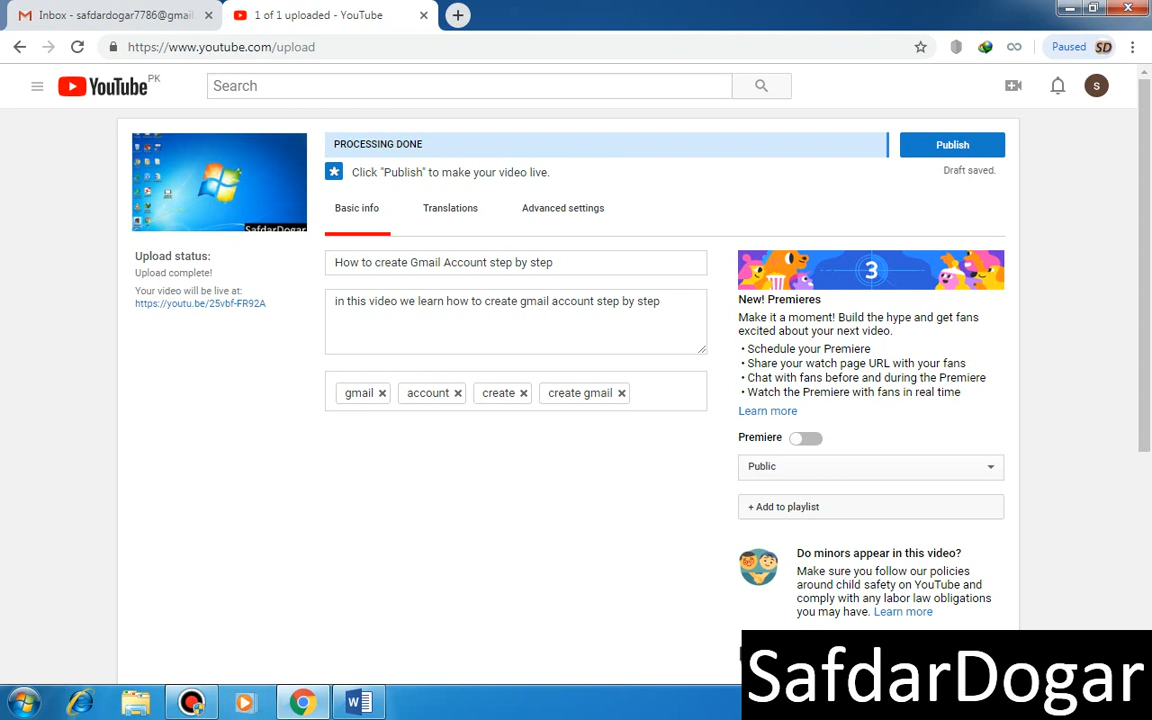 Inbox - safdardogar7786@gmail
1 of 1 uploaded - YouTube
https://www.youtube.com/upload
Paused
SD
YouTube PK
Search
S
PROCESSING DONE
Publish
Click "Publish" to make your video live.
Draft saved.
Basic info
Translations
Advanced settings
SafdarDogar
Upload status:
Upload complete!
Your video will be live at:
https://youtu.be/25vbf-FR92A
How to create Gmail Account step by step
in this video we learn how to create gmail account step by step
gmail
account
create
create gmail
3
New! Premieres
Make it a moment! Build the hype and get fans
excited about your next video.
• Schedule your Premiere
• Share your watch page URL with your fans
• Chat with fans before and during the Premiere
• Watch the Premiere with fans in real time
Learn more
Premiere
Public
+ Add to playlist
Do minors appear in this video?
Make sure you follow our policies
around child safety on YouTube and
comply with any labor law obligations
you may have. Learn more
SafdarDogar